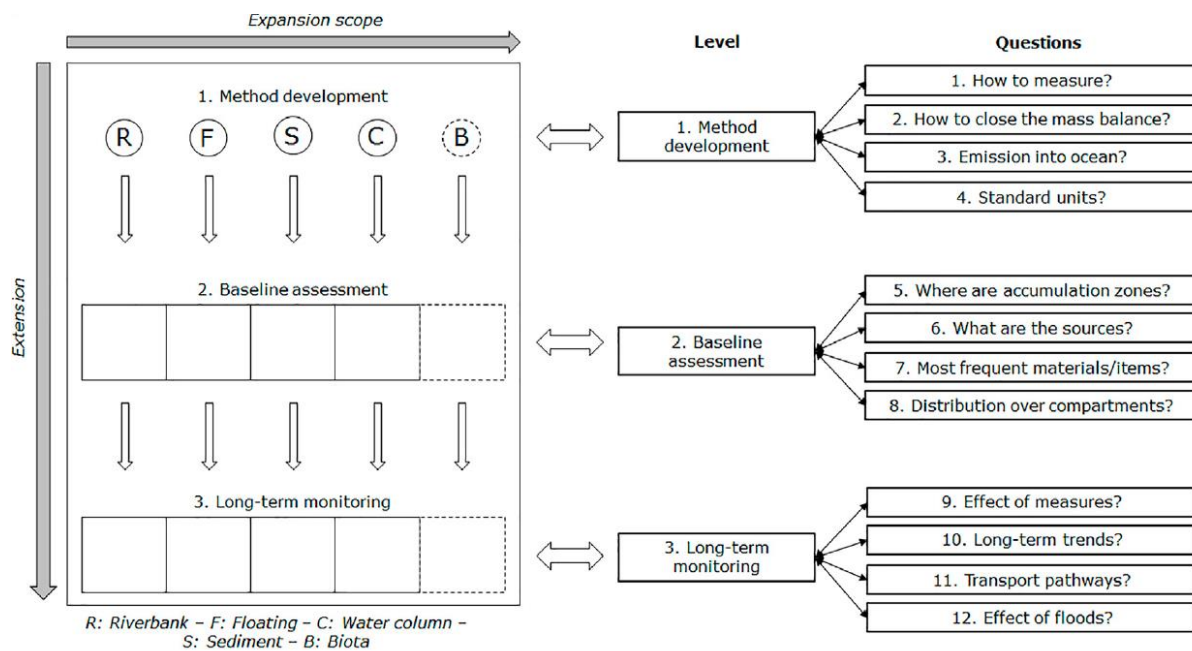 Expansion scope
Extension
1. Method development
R F S C B
2. Baseline assessment
3. Long-term monitoring
R: Riverbank – F: Floating – C: Water column –
S: Sediment – B: Biota
Level
1. Method
development
2. Baseline
assessment
3. Long-term
monitoring
Questions
1. How to measure?
2. How to close the mass balance?
3. Emission into ocean?
4. Standard units?
5. Where are accumulation zones?
6. What are the sources?
7. Most frequent materials/items?
8. Distribution over compartments?
9. Effect of measures?
10. Long-term trends?
11. Transport pathways?
12. Effect of floods?